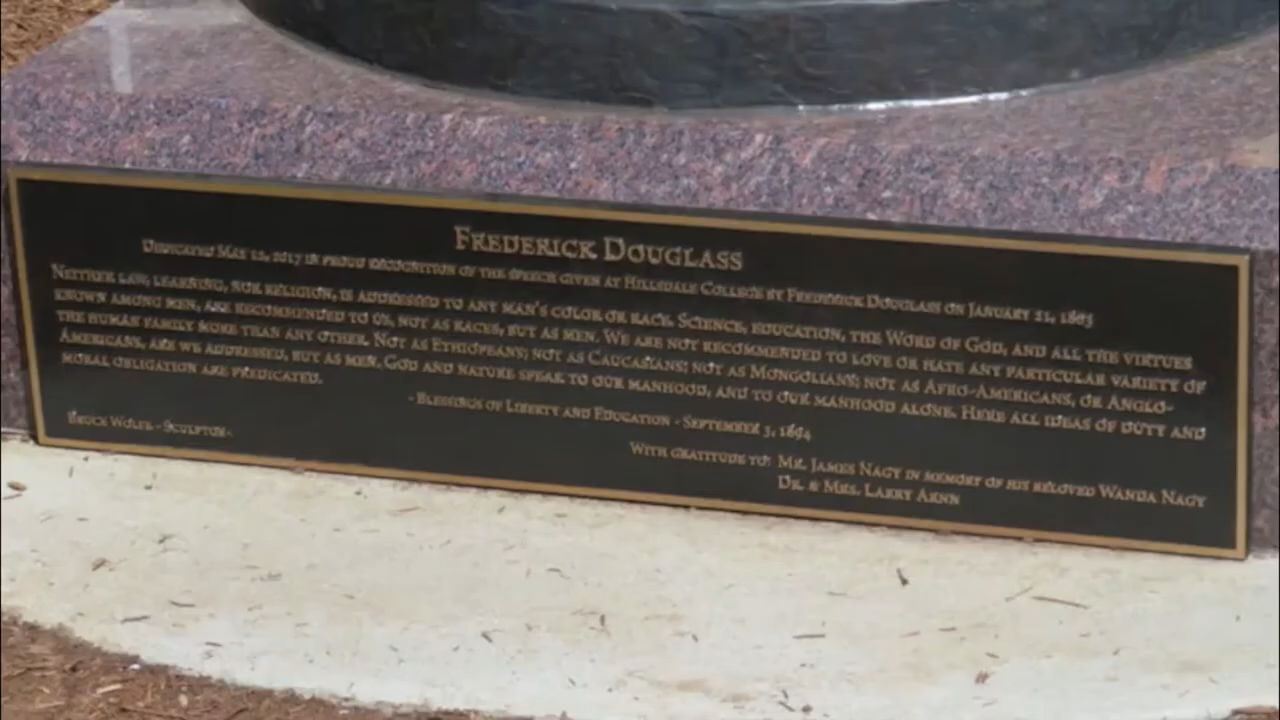 FREDERICK DOUGLASS
DEDICATED MAY 12, 2017 IN PROUD RECOGNITION OF THE SPEECH GIVEN AT HILLSDALE COLLEGE BY FREDERICK DOUGLASS ON JANUARY 21, 1863
NEITHER LAW, LEARNING, NOR RELIGION, IS ADDRESSED TO ANY MAN'S COLOR OR RACE. SCIENCE, EDUCATION, THE WORD OF GOD, AND ALL THE VIRTUES
KNOWN AMONG MEN, ARE RECOMMENDED TO US, NOT AS RACES, BUT AS MEN. WE ARE NOT RECOMMENDED TO LOVE OR HATE ANY PARTICULAR VARIETY OF
THE HUMAN FAMILY MORE THAN ANY OTHER. NOT AS ETHIOPEANS; NOT AS CAUCASIANS; NOT AS MONGOLIANS; NOT AS AFRO-AMERICANS, OR ANGLO-
AMERICANS, ARE WE ADDRESSED, BUT AS MEN. GOD AND NATURE SPEAK TO OUR MANHOOD, AND TO OUR MANHOOD ALONE. HERE ALL IDEAS OF DUTY AND
MORAL OBLIGATION ARE PREDICATED.
- BLESSINGS OF LIBERTY AND EDUCATION - SEPTEMBER 3, 1894
BRUCE WOLFE - SCULPTOR -
WITH GRATITUDE TO: MR. JAMES NAGY IN MEMORY OF HIS BELOVED WANDA NAGY
DR. & MRS. LARRY ARNN